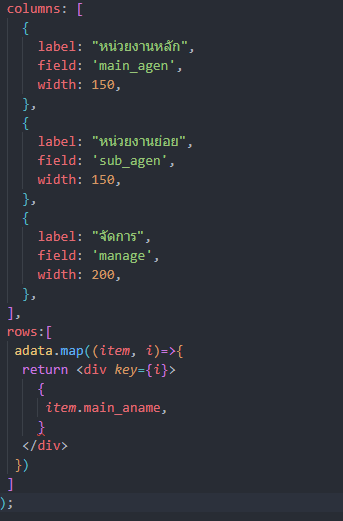 columns: [
{
label: "หน่วยงานหลัก",
field: 'main_agen',
width: 150,
},
{
label: "หน่วยงานย่อย",
field: 'sub_agen',
width: 150,
},
{
label: "จัดการ",
field: 'manage',
width: 200,
},
],
rows:[
adata.map((item, i)=>{
return <div key={i}>
{
item.main_aname,
}
</div>
})
]
);